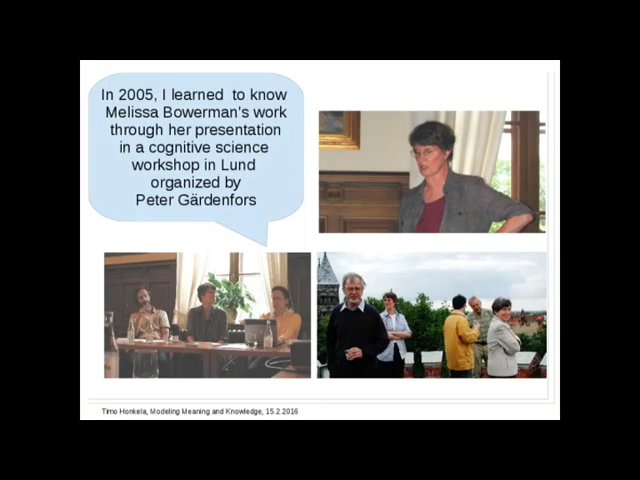 In 2005, I learned to know
Melissa Bowerman's work
through her presentation
in a cognitive science
workshop in Lund
organized by
Peter Gärdenfors
Timo Honkela, Modeling Meaning and Knowledge, 15.2.2016